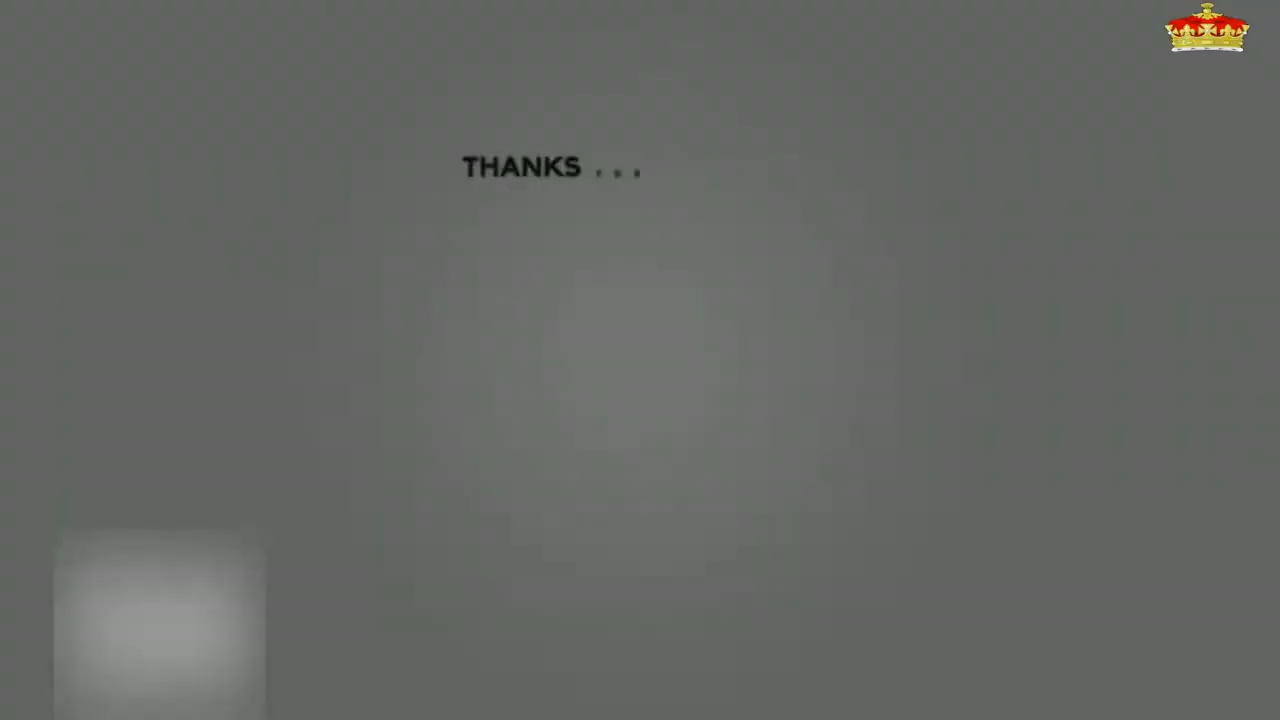 THANKS . . .